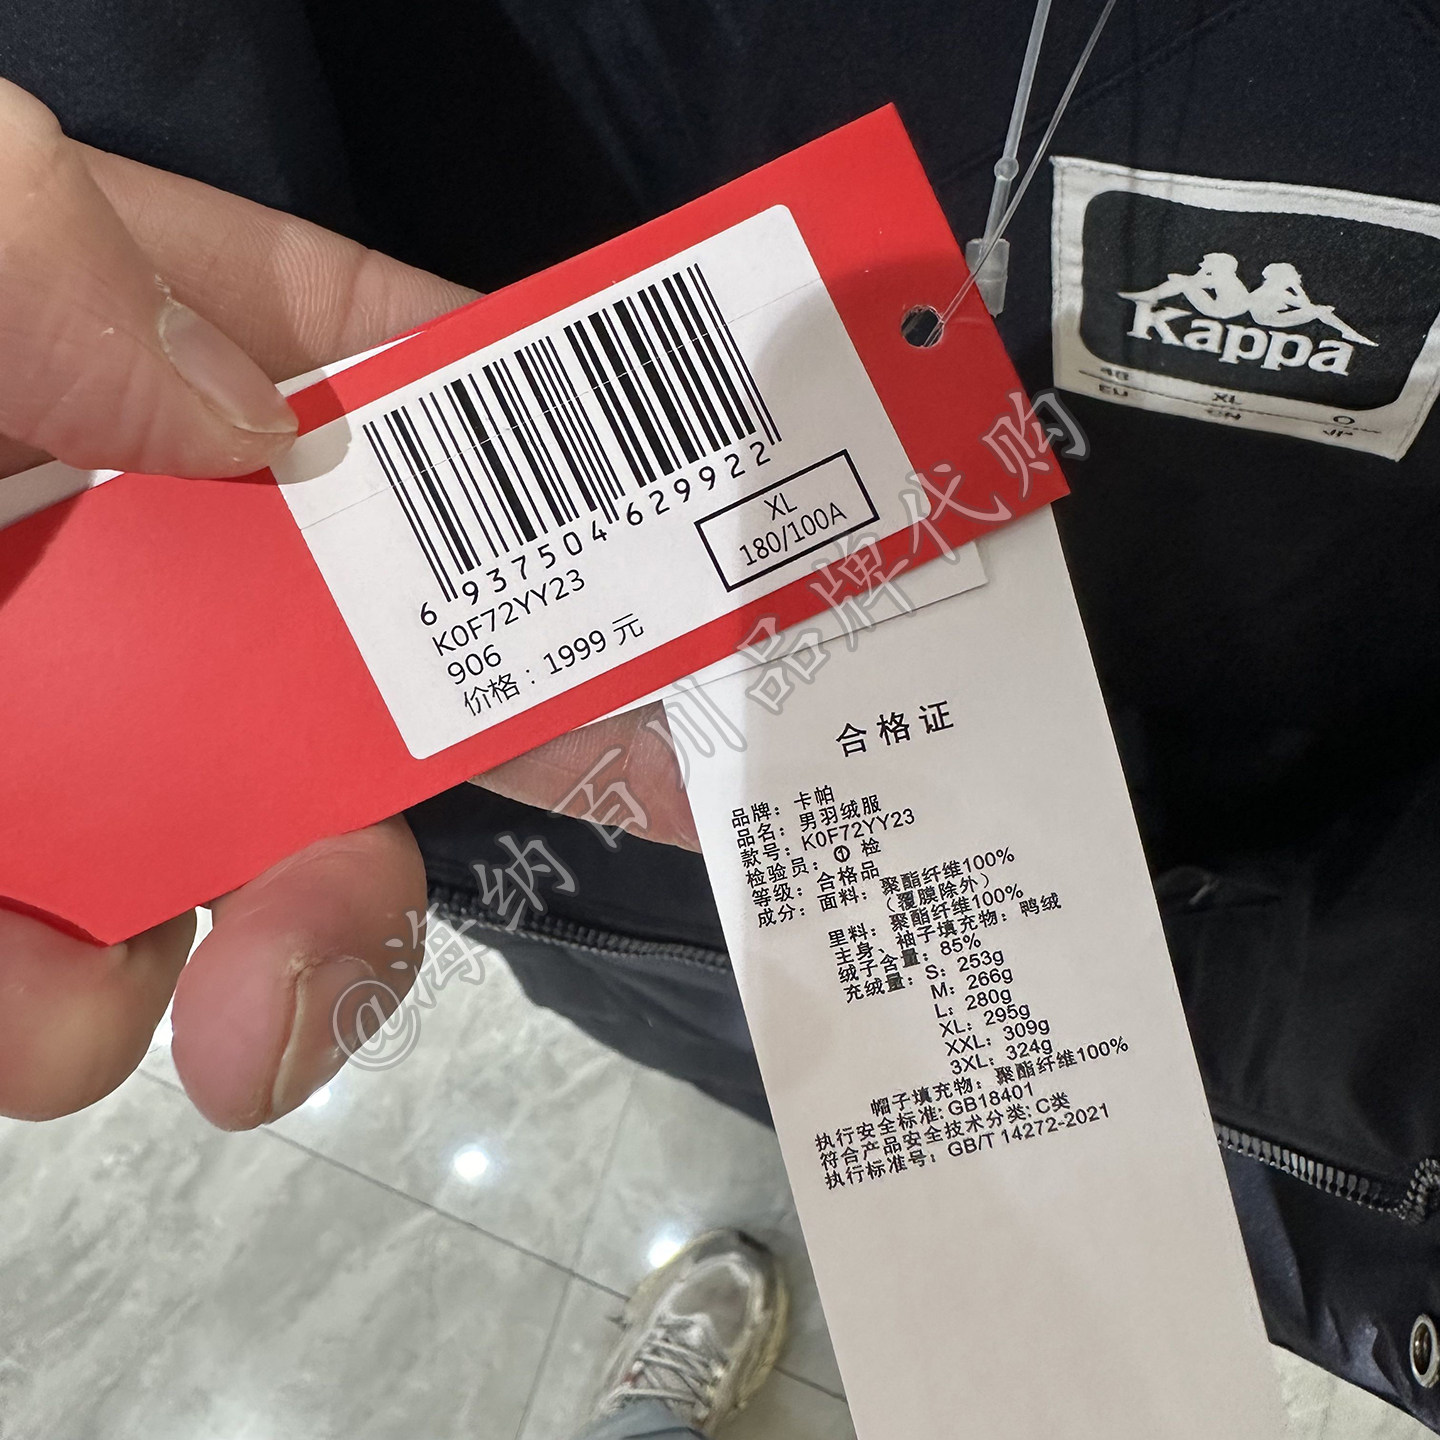 Kappa
48 XL O
EU CN JP
6 937504 629922
XL
180/100A
K0F72YY23
906
价格：1999 元
合格证
品牌：卡帕
品名：男羽绒服
款号：K0F72YY23
检验员：① 检
等级：合格品
成分：面料：聚酯纤维100%
（覆膜除外）
里料：聚酯纤维100%
主身、袖子填充物：鸭绒
绒子含量：85%
充绒量：S：253g
M：266g
L：280g
XL：295g
XXL：309g
3XL：324g
帽子填充物：聚酯纤维100%
执行安全标准：GB18401
符合产品安全技术分类：C类
执行标准号：GB/T 14272-2021
@海纳百川品牌代购